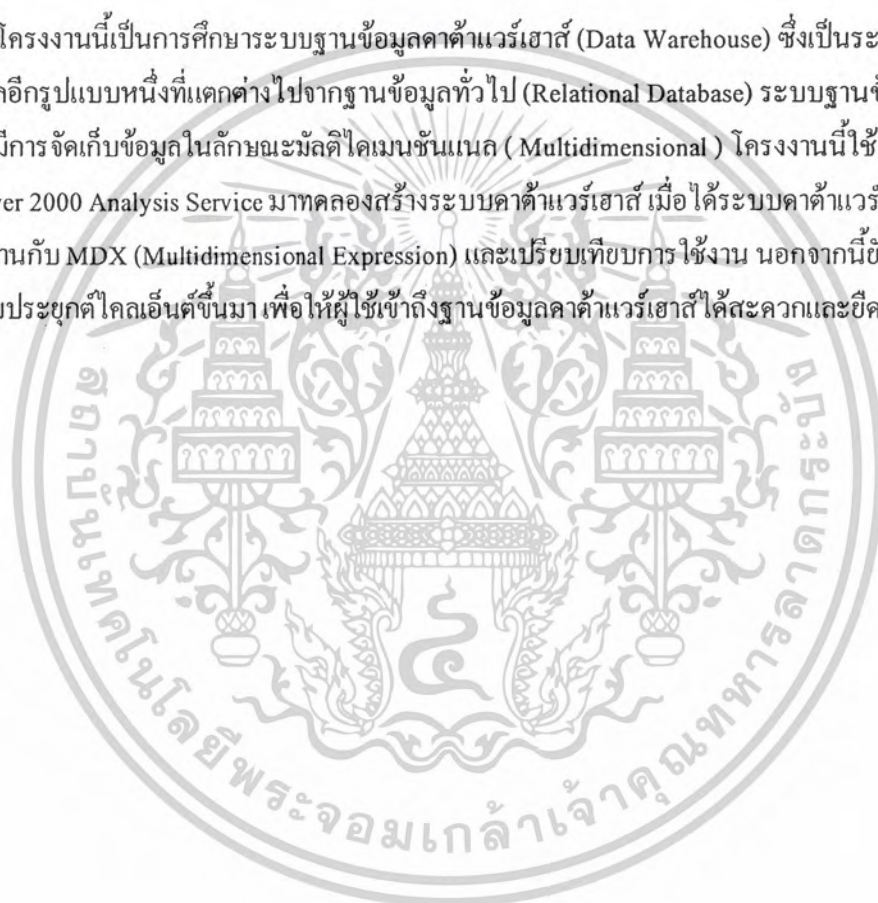 โครงงานนี้เป็นการศึกษาระบบฐานข้อมูลดาต้าแวร์เฮาส์ (Data Warehouse) ซึ่งเป็นระ
อีกรูปแบบหนึ่งที่แตกต่างไปจากฐานข้อมูลทั่วไป (Relational Database) ระบบฐานข้
มีการจัดเก็บข้อมูลในลักษณะมัลติไดเมนชันแนล ( Multidimensional ) โครงงานนี้ใช้
er 2000 Analysis Service มาทดลองสร้างระบบดาต้าแวร์เฮาส์ เมื่อได้ระบบดาต้าแวร์
านกับ MDX (Multidimensional Expression) และเปรียบเทียบการใช้งาน นอกจากนี้ยั
ประยุกต์ไคลเอ็นต์ขึ้นมา เพื่อให้ผู้ใช้เข้าถึงฐานข้อมูลดาต้าแวร์เฮาส์ได้สะดวกและยืด
สถาบันเทคโนโลยีพระจอมเกล้าเจ้าคุณทหารลาดกระบัง